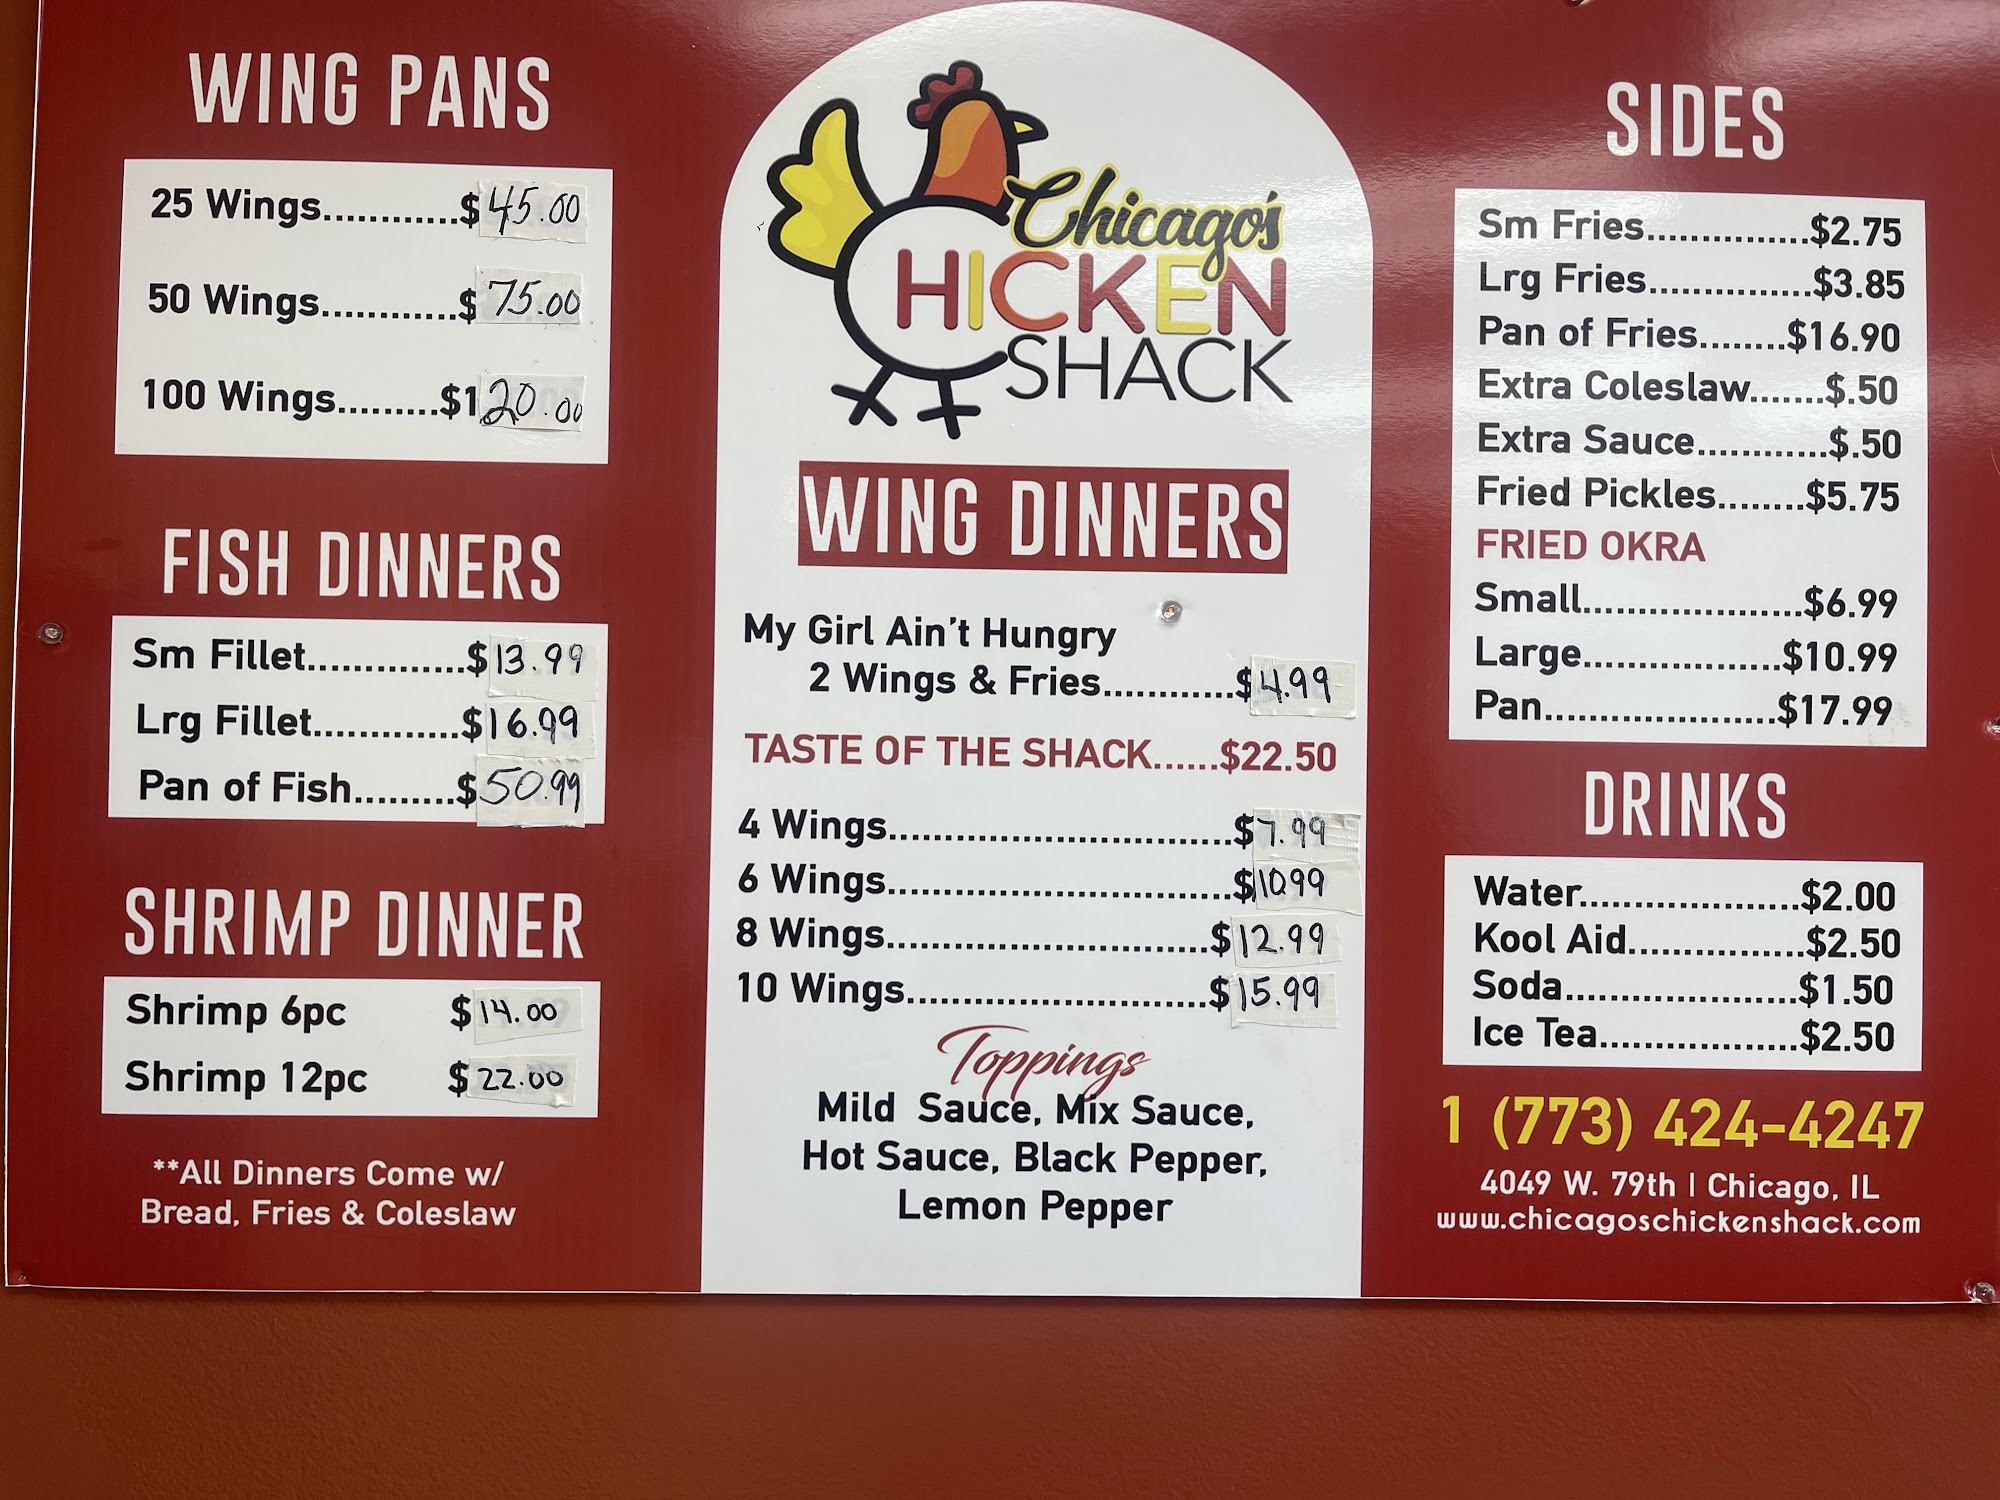 WING PANS
25 Wings............$45.00
50 Wings............$75.00
100 Wings.........$120.00
FISH DINNERS
Sm Fillet..............$13.99
Lrg Fillet.............$16.99
Pan of Fish.........$50.99
SHRIMP DINNER
Shrimp 6pc $14.00
Shrimp 12pc $22.00
**All Dinners Come w/
Bread, Fries & Coleslaw
Chicago's
HICKEN
SHACK
WING DINNERS
My Girl Ain't Hungry
2 Wings & Fries............$4.99
TASTE OF THE SHACK......$22.50
4 Wings...............................$7.99
6 Wings...............................$10.99
8 Wings.............................$12.99
10 Wings...........................$15.99
Toppings
Mild Sauce, Mix Sauce,
Hot Sauce, Black Pepper,
Lemon Pepper
SIDES
Sm Fries...............$2.75
Lrg Fries...............$3.85
Pan of Fries........$16.90
Extra Coleslaw.......$.50
Extra Sauce............$.50
Fried Pickles........$5.75
FRIED OKRA
Small....................$6.99
Large..................$10.99
Pan.....................$17.99
DRINKS
Water....................$2.00
Kool Aid................$2.50
Soda.....................$1.50
Ice Tea..................$2.50
1 (773) 424-4247
4049 W. 79th | Chicago, IL
www.chicagoschickenshack.com